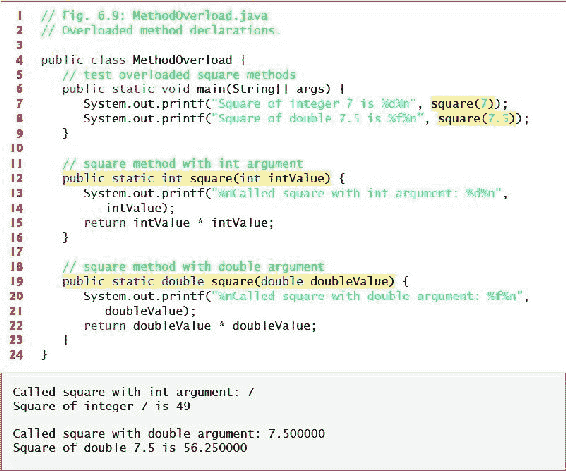 1 // Fig. 6.9: MethodOverload.java
2 // Overloaded method declarations.
3
4 public class MethodOverload {
5 // test overloaded square methods
6 public static void main(String[] args) {
7 System.out.printf("Square of integer 7 is %d%n", square(7));
8 System.out.printf("Square of double 7.5 is %f%n", square(7.5));
9 }
10
11 // square method with int argument
12 public static int square(int intValue) {
13 System.out.printf("%nCalled square with int argument: %d%n",
14 intValue);
15 return intValue * intValue;
16 }
17
18 // square method with double argument
19 public static double square(double doubleValue) {
20 System.out.printf("%nCalled square with double argument: %f%n",
21 doubleValue);
22 return doubleValue * doubleValue;
23 }
24 }
Called square with int argument: 7
Square of integer 7 is 49
Called square with double argument: 7.500000
Square of double 7.5 is 56.250000